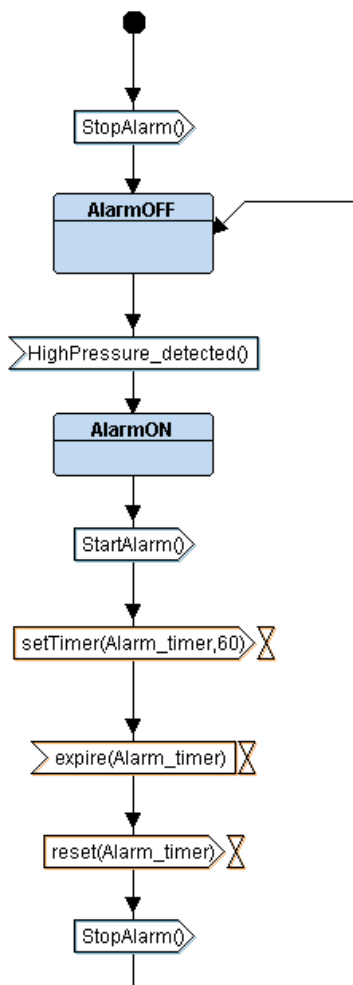 StopAlarm()
AlarmOFF
HighPressure_detected()
AlarmON
StartAlarm()
setTimer(Alarm_timer,60)
expire(Alarm_timer)
reset(Alarm_timer)
StopAlarm()